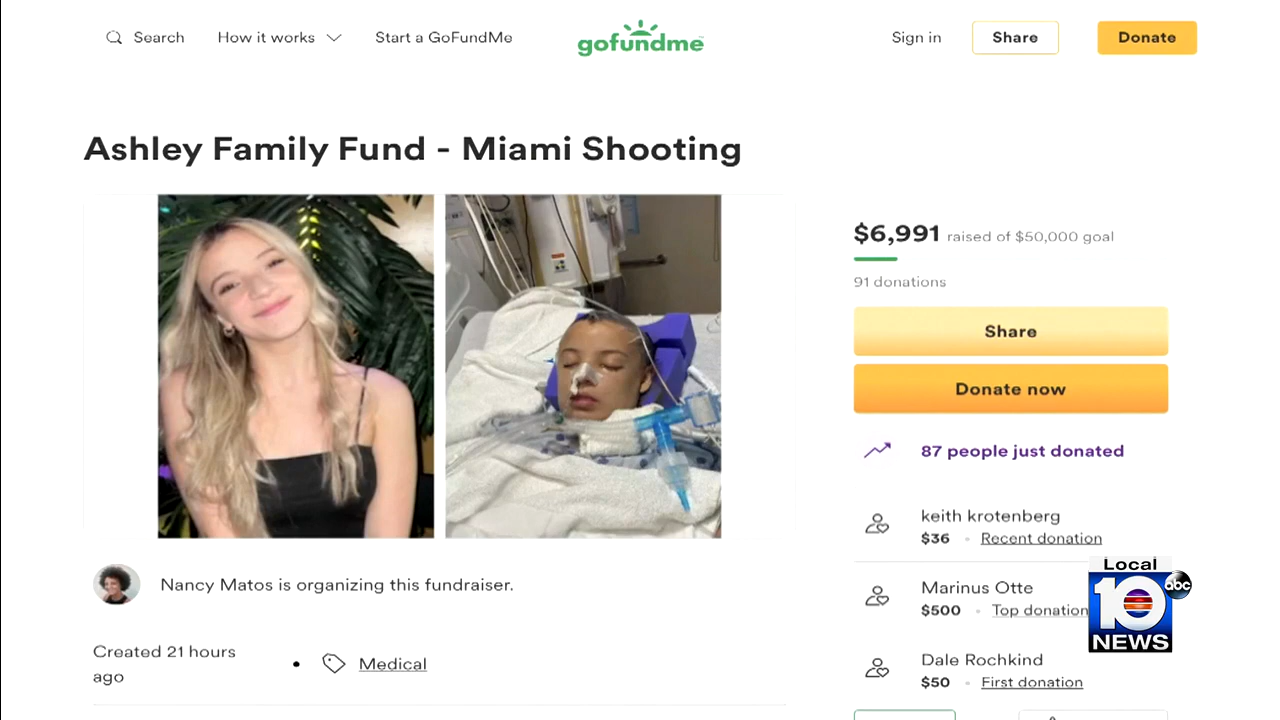 Search
How it works
Start a GoFundMe
gofundme
Sign in
Share
Donate
Ashley Family Fund - Miami Shooting
$6,991 raised of $50,000 goal
91 donations
Share
Donate now
87 people just donated
keith krotenberg
$36 • Recent donation
Marinus Otte
$500 • Top donation
Dale Rochkind
$50 • First donation
Nancy Matos is organizing this fundraiser.
Created 21 hours
ago
• Medical
Local
10
abc
NEWS